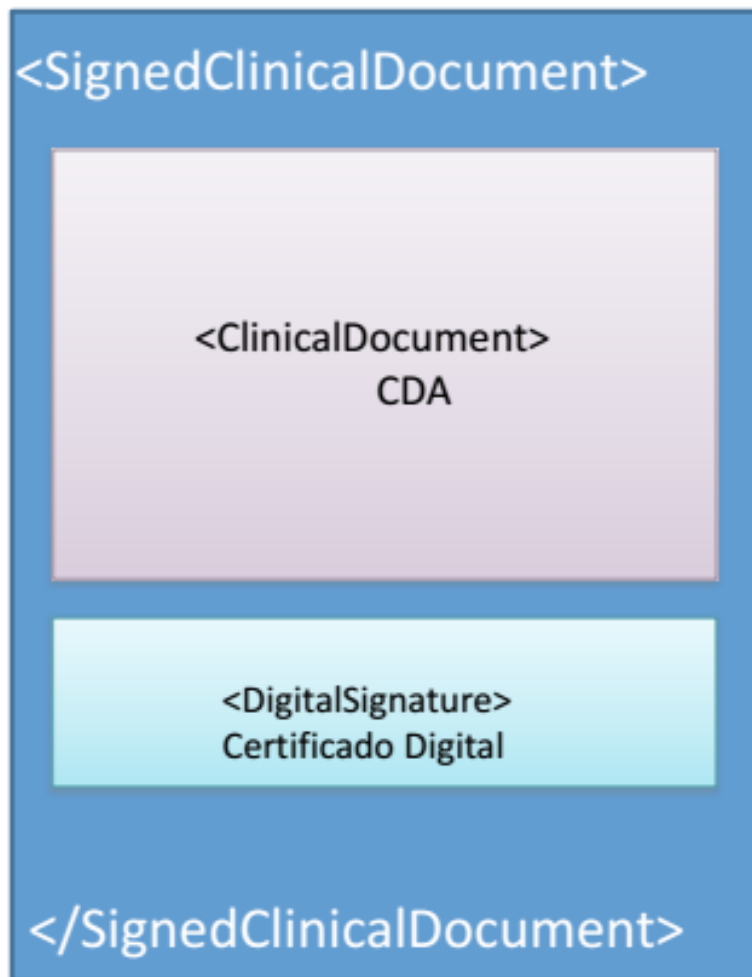 <SignedClinicalDocument>
<ClinicalDocument>
CDA
<DigitalSignature>
Certificado Digital
</SignedClinicalDocument>